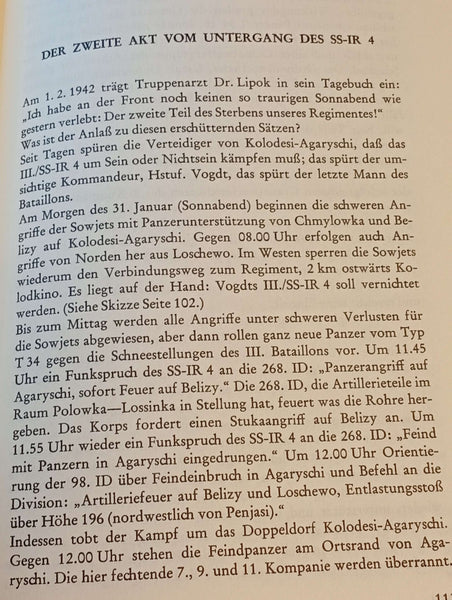 DER ZWEITE AKT VOM UNTERGANG DES SS-IR 4
Am 1. 2. 1942 trägt Truppenarzt Dr. Lipok in sein Tagebuch ein:
„Ich habe an der Front noch keinen so traurigen Sonnabend wie
gestern verlebt: Der zweite Teil des Sterbens unseres Regimentes!“
Was ist der Anlaß zu diesen erschütternden Sätzen?
Seit Tagen spüren die Verteidiger von Kolodesi-Agaryschi, daß das
III./SS-IR 4 um Sein oder Nichtsein kämpfen muß; das spürt der um-
sichtige Kommandeur, Hstuf. Vogdt, das spürt der letzte Mann des
Bataillons.
Am Morgen des 31. Januar (Sonnabend) beginnen die schweren An-
griffe der Sowjets mit Panzerunterstützung von Chmylowka und Be-
lizy auf Kolodesi-Agaryschi. Gegen 08.00 Uhr erfolgen auch An-
griffe von Norden her aus Loschewo. Im Westen sperren die Sowjets
wiederum den Verbindungsweg zum Regiment, 2 km ostwärts Ko-
lodkino. Es liegt auf der Hand: Vogdts III./SS-IR 4 soll vernichtet
werden. (Siehe Skizze Seite 102.)
Bis zum Mittag werden alle Angriffe unter schweren Verlusten für
die Sowjets abgewiesen, aber dann rollen ganz neue Panzer vom Typ
T 34 gegen die Schneestellungen des III. Bataillons vor. Um 11.45
Uhr ein Funkspruch des SS-IR 4 an die 268. ID: „Panzerangriff auf
Agaryschi, sofort Feuer auf Belizy.“ Die 268. ID, die Artillerieteile im
Raum Polowka—Lossinka in Stellung hat, feuert was die Rohre her-
geben. Das Korps fordert einen Stukaangriff auf Belizy an. Um
11.55 Uhr wieder ein Funkspruch des SS-IR 4 an die 268. ID: „Feind
mit Panzern in Agaryschi eingedrungen.“ Um 12.00 Uhr Orientie-
rung der 98. ID über Feindeinbruch in Agaryschi und Befehl an die
Division: „Artilleriefeuer auf Belizy und Loschewo, Entlastungsstoß
über Höhe 196 (nordwestlich von Penjasi).“
Indessen tobt der Kampf um das Doppeldorf Kolodesi-Agaryschi.
Gegen 12.00 Uhr stehen die Feindpanzer am Ortsrand von Aga-
ryschi. Die hier fechtende 7., 9. und 11. Kompanie werden überrannt.